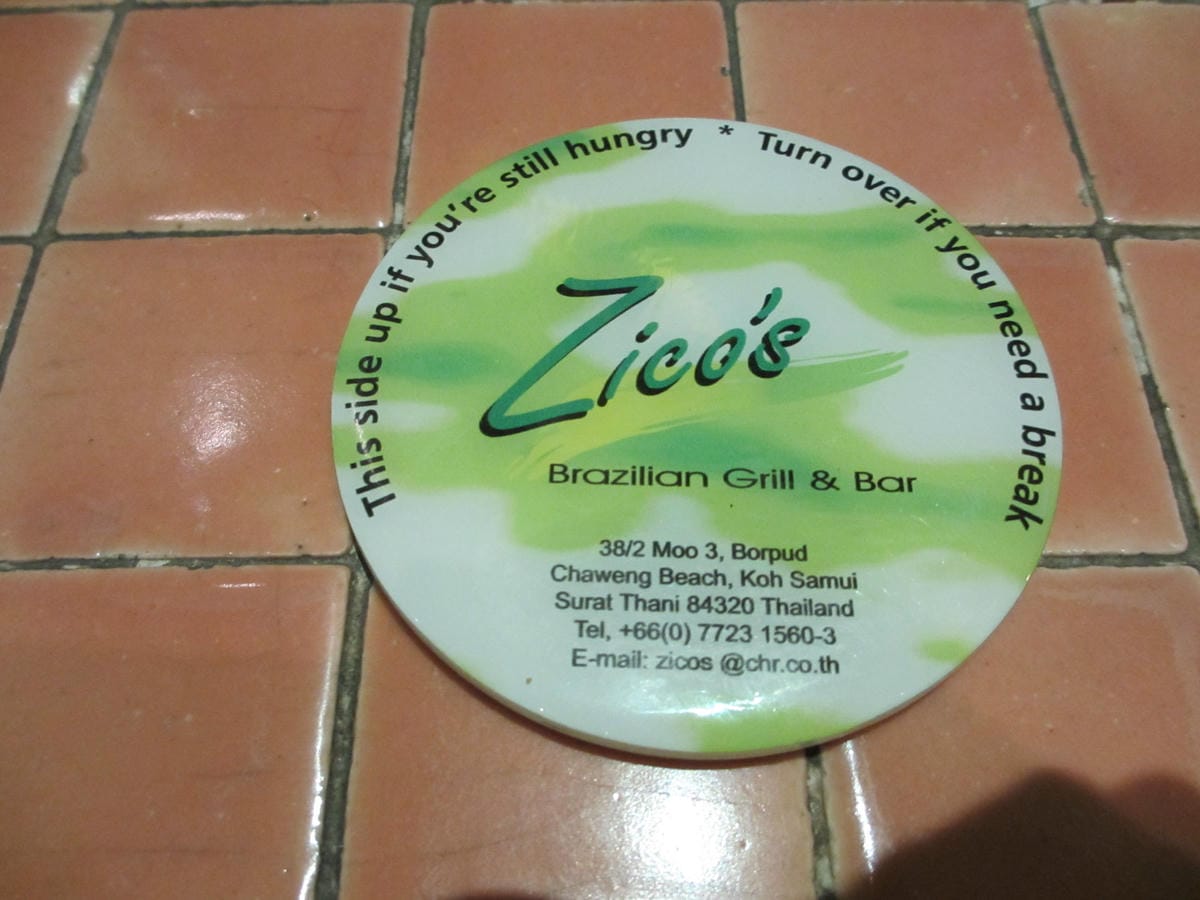 This side up if you're still hungry * Turn over if you need a break
Zico's
Brazilian Grill & Bar
38/2 Moo 3, Borpud
Chaweng Beach, Koh Samui
Surat Thani 84320 Thailand
Tel, +66(0) 7723 1560-3
E-mail: zicos @chr.co.th